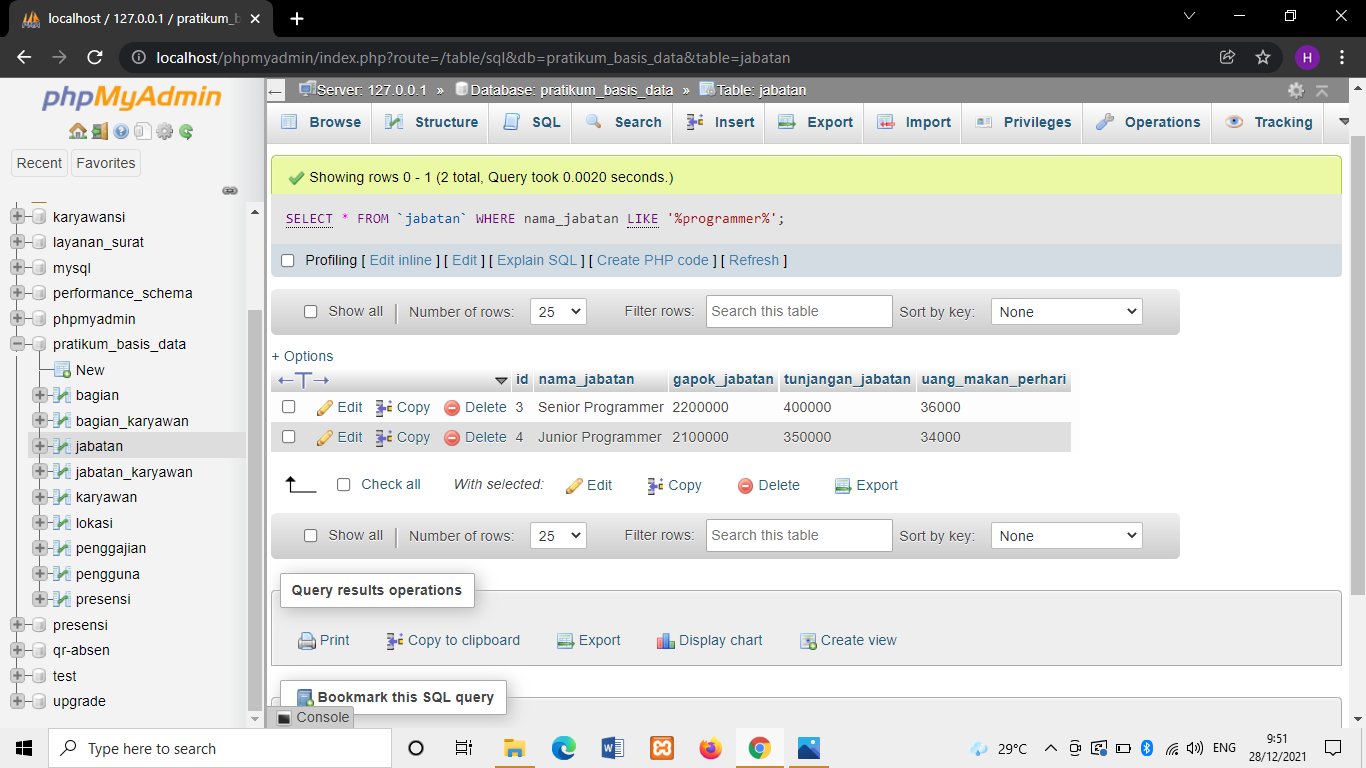 localhost / 127.0.0.1 / pratikum_b
localhost/phpmyadmin/index.php?route=/table/sql&db=pratikum_basis_data&table=jabatan
H
phpMyAdmin
Recent Favorites
karyawansi
layanan_surat
mysql
performance_schema
phpmyadmin
pratikum_basis_data
New
bagian
bagian_karyawan
jabatan
jabatan_karyawan
karyawan
lokasi
penggajian
pengguna
presensi
presensi
qr-absen
test
upgrade
Server: 127.0.0.1 » Database: pratikum_basis_data » Table: jabatan
Browse Structure SQL Search Insert Export Import Privileges Operations Tracking
Showing rows 0 - 1 (2 total, Query took 0.0020 seconds.)
SELECT * FROM `jabatan` WHERE nama_jabatan LIKE '%programmer%';
Profiling [ Edit inline ] [ Edit ] [ Explain SQL ] [ Create PHP code ] [ Refresh ]
Show all | Number of rows: 25 Filter rows: Search this table Sort by key: None
+ Options
←T→ id nama_jabatan gapok_jabatan tunjangan_jabatan uang_makan_perhari
Edit Copy Delete 3 Senior Programmer 2200000 400000 36000
Edit Copy Delete 4 Junior Programmer 2100000 350000 34000
Check all With selected: Edit Copy Delete Export
Show all | Number of rows: 25 Filter rows: Search this table Sort by key: None
Query results operations
Print Copy to clipboard Export Display chart Create view
Bookmark this SQL query
Console
Type here to search
29°C ENG 9:51
28/12/2021